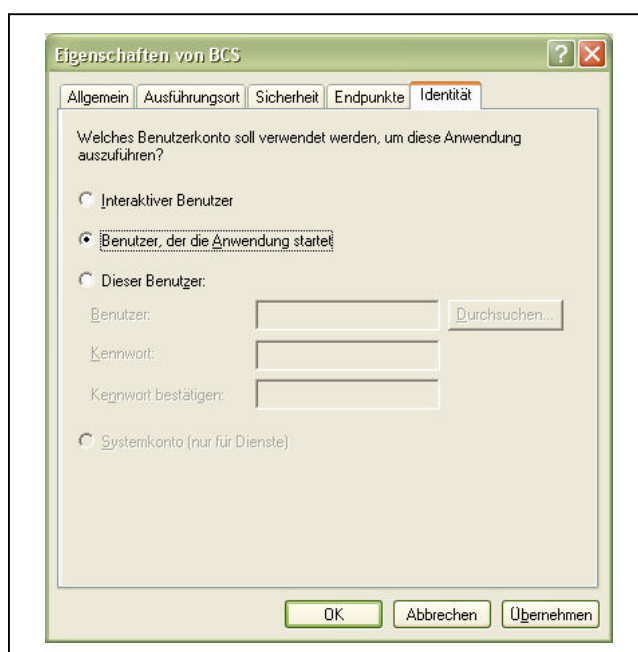 Eigenschaften von BCS
Allgemein Ausführungsort Sicherheit Endpunkte Identität
Welches Benutzerkonto soll verwendet werden, um diese Anwendung
auszuführen?
Interaktiver Benutzer
Benutzer, der die Anwendung startet
Dieser Benutzer:
Benutzer: Durchsuchen...
Kennwort:
Kennwort bestätigen:
Systemkonto (nur für Dienste)
OK Abbrechen Übernehmen